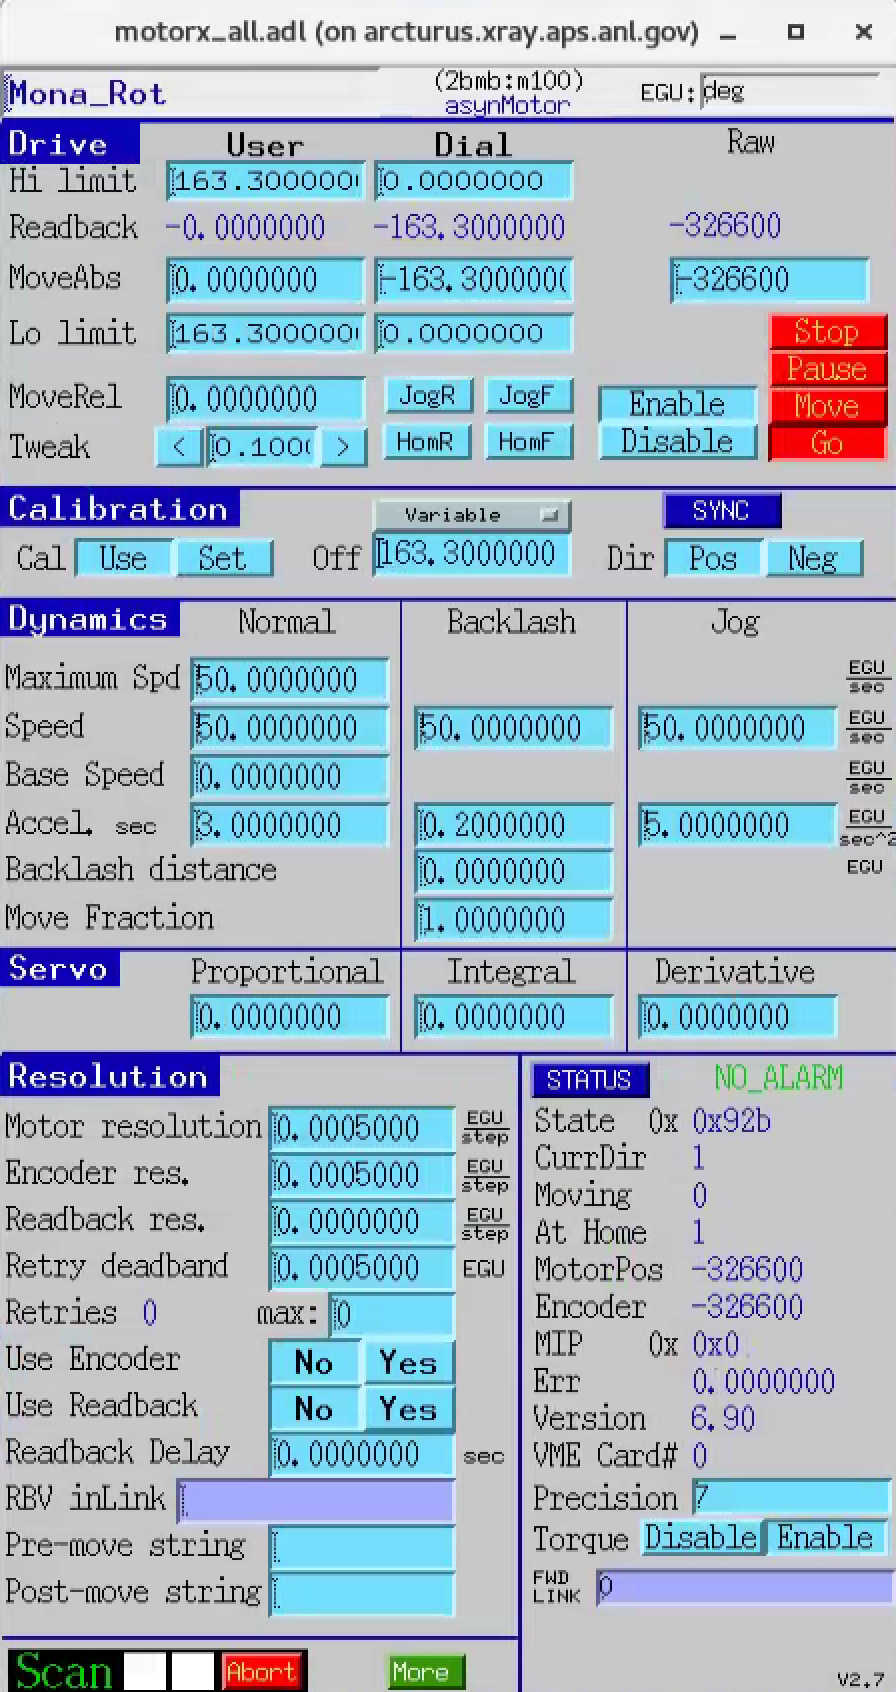 motorx_all.adl (on arcturus.xray.aps.anl.gov)
Mona_Rot (2bmb:m100) EGU: deg
asynMotor
Drive User Dial Raw
Hi limit 163.3000000 0.0000000
Readback -0.0000000 -163.3000000 -326600
MoveAbs 0.0000000 -163.300000( -326600
Lo limit 163.3000000 0.0000000
Stop
Pause
MoveRel 0.0000000 JogR JogF Enable Move
Tweak < 0.100( > HomR HomF Disable Go
Calibration Variable SYNC
Cal Use Set Off 163.3000000 Dir Pos Neg
Dynamics Normal Backlash Jog
Maximum Spd 50.0000000 EGU/sec
Speed 50.0000000 50.0000000 50.0000000 EGU/sec
Base Speed 0.0000000 EGU/sec
Accel. sec 3.0000000 0.2000000 5.0000000 EGU/sec^2
Backlash distance 0.0000000 EGU
Move Fraction 1.0000000
Servo Proportional Integral Derivative
0.0000000 0.0000000 0.0000000
Resolution
Motor resolution 0.0005000 EGU/step
Encoder res. 0.0005000 EGU/step
Readback res. 0.0000000 EGU/step
Retry deadband 0.0005000 EGU
Retries 0 max: 0
Use Encoder No Yes
Use Readback No Yes
Readback Delay 0.0000000 sec
RBV inLink
Pre-move string
Post-move string
Scan Abort More
STATUS NO_ALARM
State 0x 0x92b
CurrDir 1
Moving 0
At Home 1
MotorPos -326600
Encoder -326600
MIP 0x 0x0
Err 0.0000000
Version 6.90
VME Card# 0
Precision 7
Torque Disable Enable
FWD LINK 0
V2.7